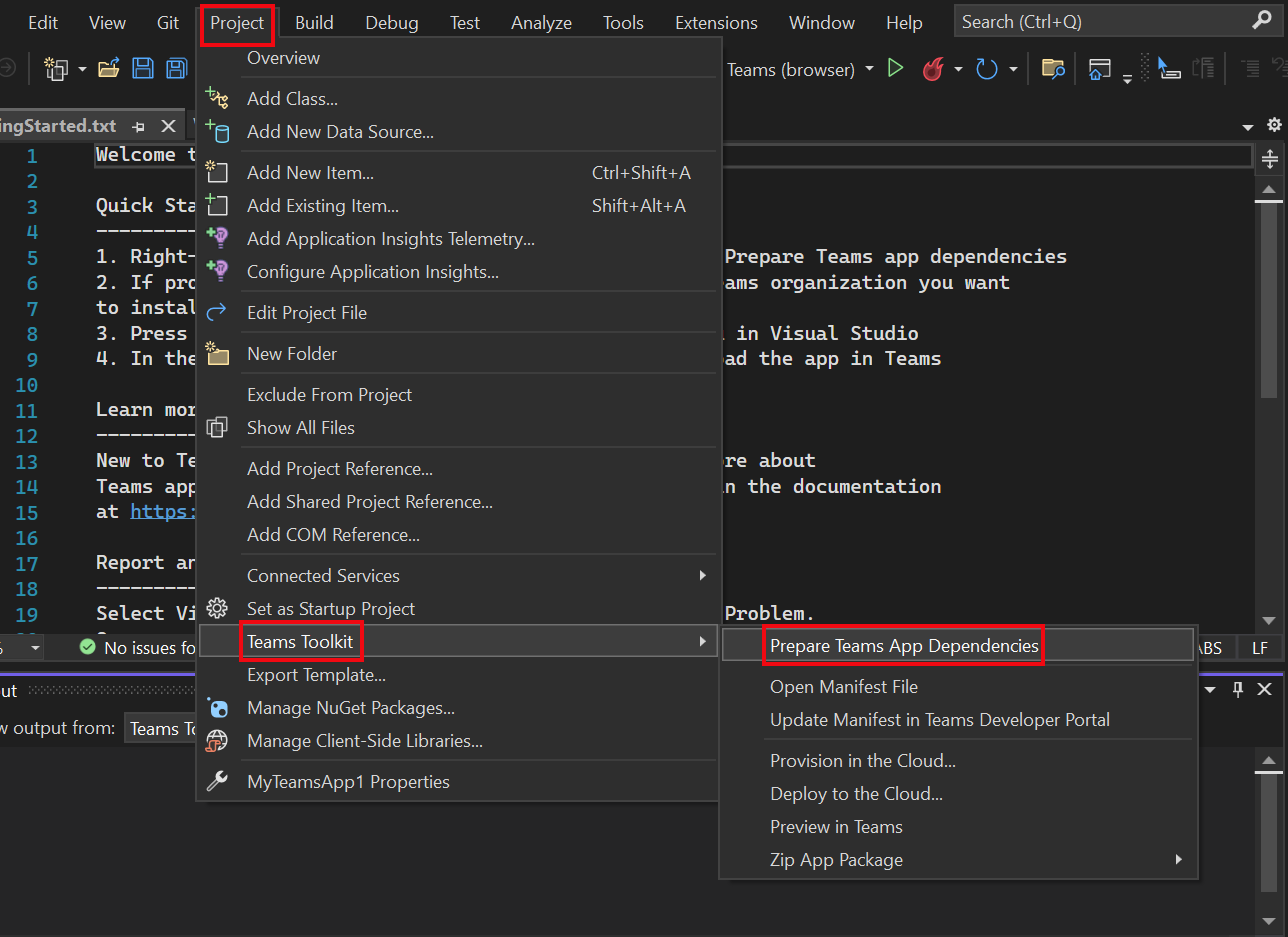 Edit View Git Project Build Debug Test Analyze Tools Extensions Window Help Search (Ctrl+Q)
Teams (browser)
ingStarted.txt
Overview
Add Class...
Add New Data Source...
Add New Item... Ctrl+Shift+A
Add Existing Item... Shift+Alt+A
Add Application Insights Telemetry...
Configure Application Insights...
Edit Project File
New Folder
Exclude From Project
Show All Files
Add Project Reference...
Add Shared Project Reference...
Add COM Reference...
Connected Services
Set as Startup Project
Teams Toolkit
Export Template...
Manage NuGet Packages...
Manage Client-Side Libraries...
MyTeamsApp1 Properties
Prepare Teams App Dependencies
Open Manifest File
Update Manifest in Teams Developer Portal
Provision in the Cloud...
Deploy to the Cloud...
Preview in Teams
Zip App Package
1 Welcome t
2
3 Quick Sta
4 ---------
5 1. Right- Prepare Teams app dependencies
6 2. If pro ams organization you want
7 to instal
8 3. Press in Visual Studio
9 4. In the ad the app in Teams
10
11 Learn mor
12 ---------
13 New to Te re about
14 Teams app n the documentation
15 at https:
16
17 Report an
18 ---------
19 Select Vi Problem.
No issues fo ABS LF
ut
w output from: Teams To